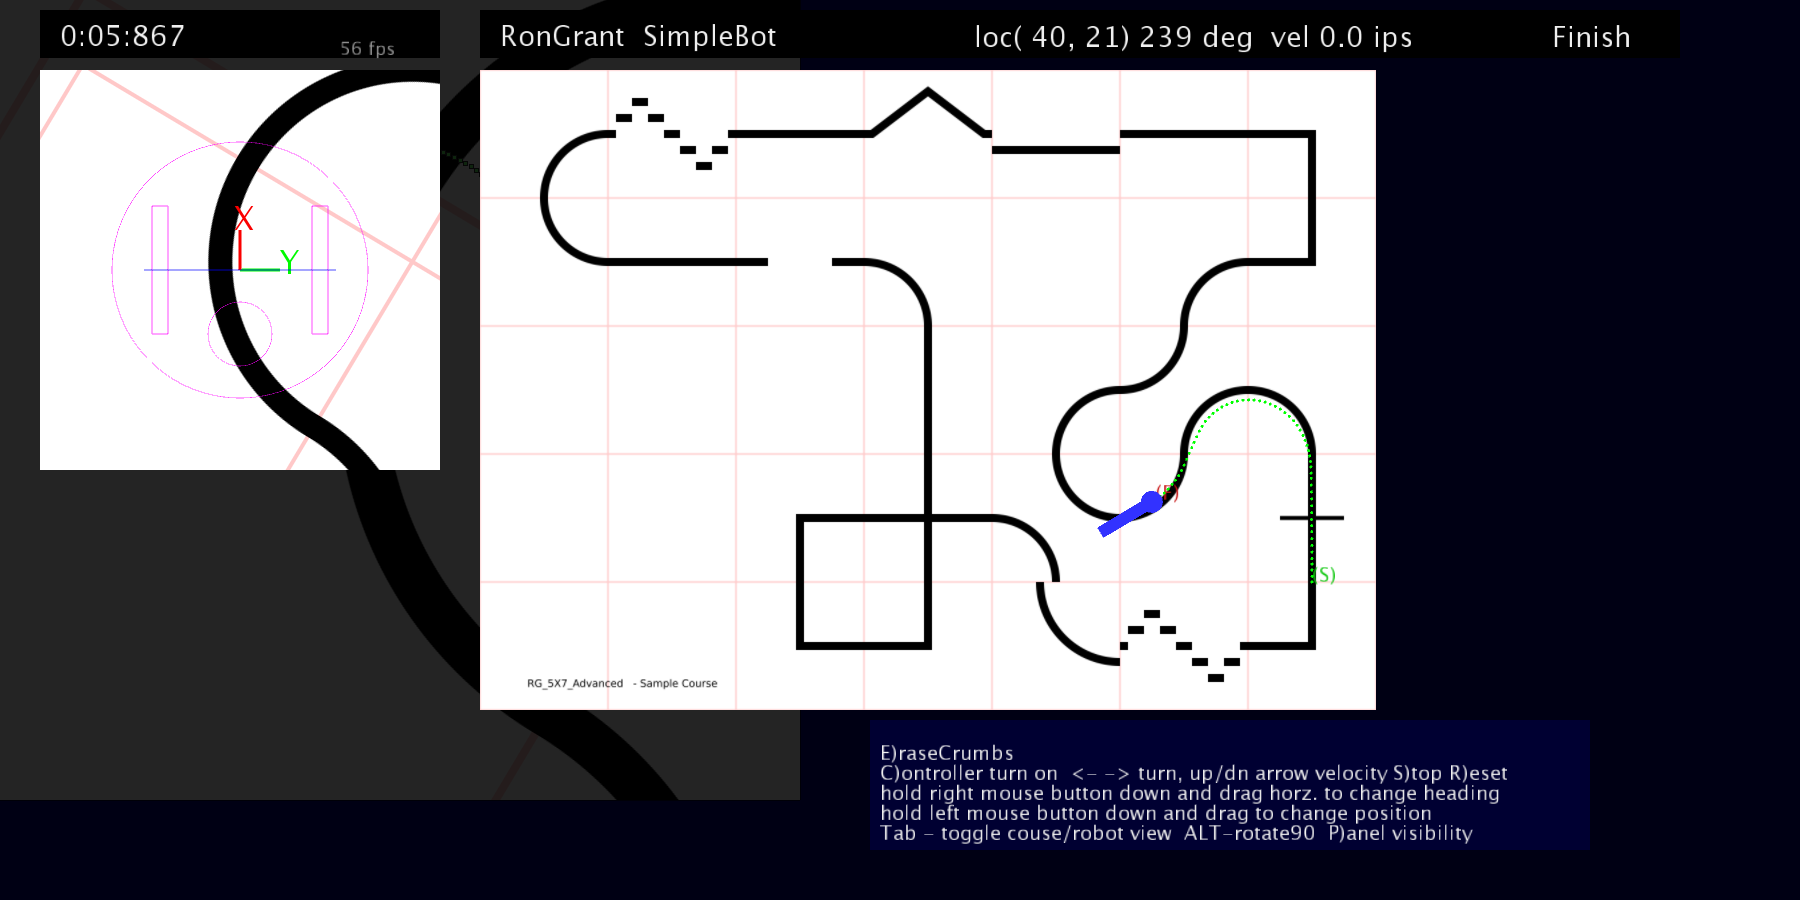 0:05:867
56 fps
RonGrant SimpleBot
loc( 40, 21) 239 deg vel 0.0 ips
Finish
X
Y
(F)
(S)
RG_5X7_Advanced - Sample Course
E)raseCrumbs
C)ontroller turn on <- -> turn, up/dn arrow velocity S)top R)eset
hold right mouse button down and drag horz. to change heading
hold left mouse button down and drag to change position
Tab - toggle couse/robot view ALT-rotate90 P)anel visibility